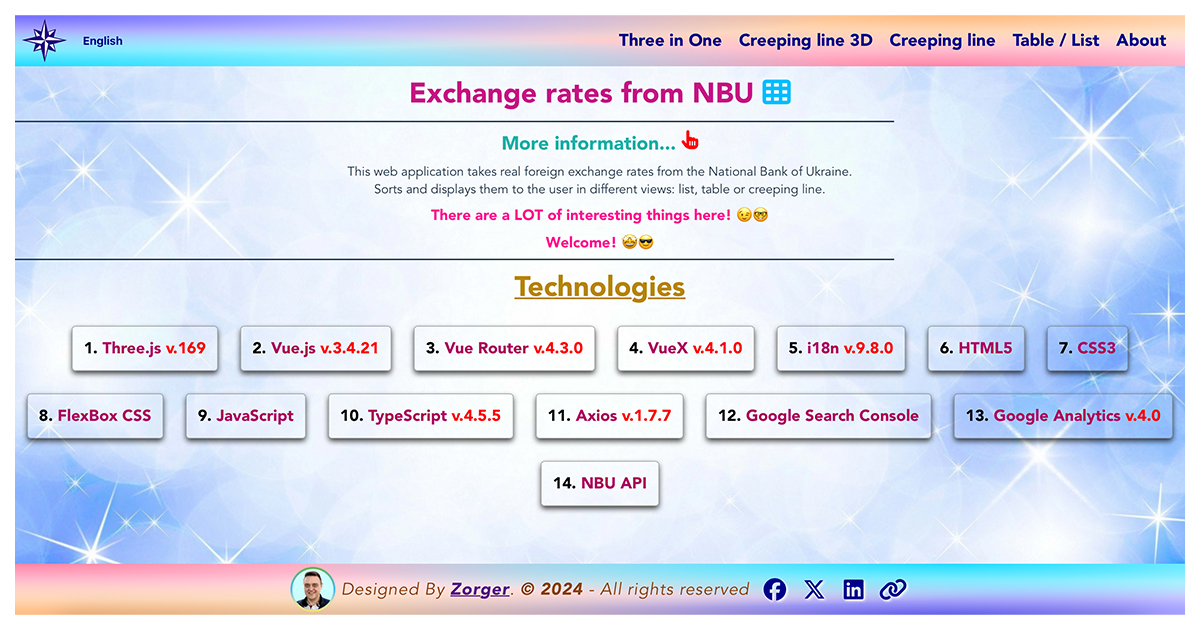 English
Three in One Creeping line 3D Creeping line Table / List About
Exchange rates from NBU
More information...
This web application takes real foreign exchange rates from the National Bank of Ukraine.
Sorts and displays them to the user in different views: list, table or creeping line.
There are a LOT of interesting things here! 😉🤓
Welcome! 🤩😎
Technologies
1. Three.js v.169
2. Vue.js v.3.4.21
3. Vue Router v.4.3.0
4. VueX v.4.1.0
5. i18n v.9.8.0
6. HTML5
7. CSS3
8. FlexBox CSS
9. JavaScript
10. TypeScript v.4.5.5
11. Axios v.1.7.7
12. Google Search Console
13. Google Analytics v.4.0
14. NBU API
Designed By Zorger. © 2024 - All rights reserved